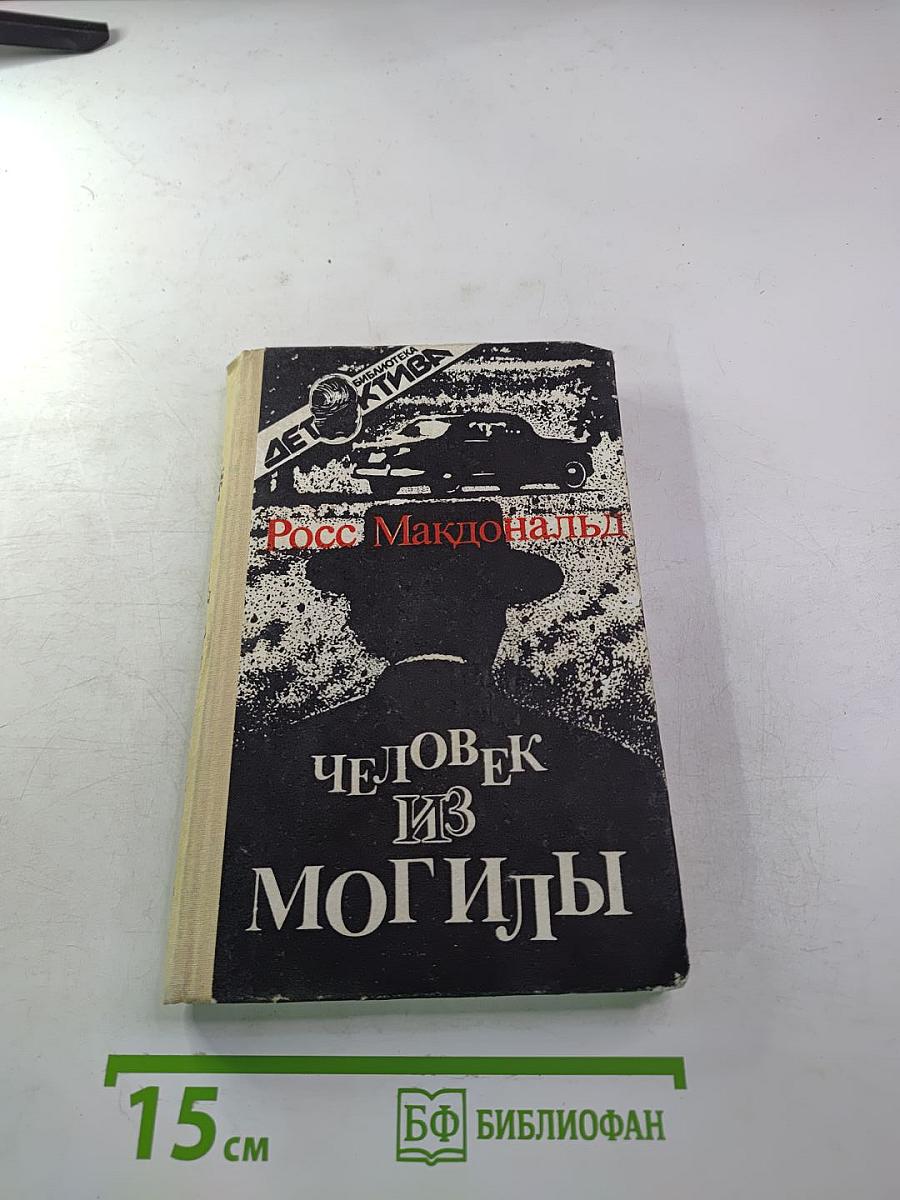 БИБЛИОТЕКА
ДЕТЕКТИВА
Росс Макдональд
ЧЕЛОВЕК
ИЗ
МОГИЛЫ
15 см
БФ БИБЛИОФАН